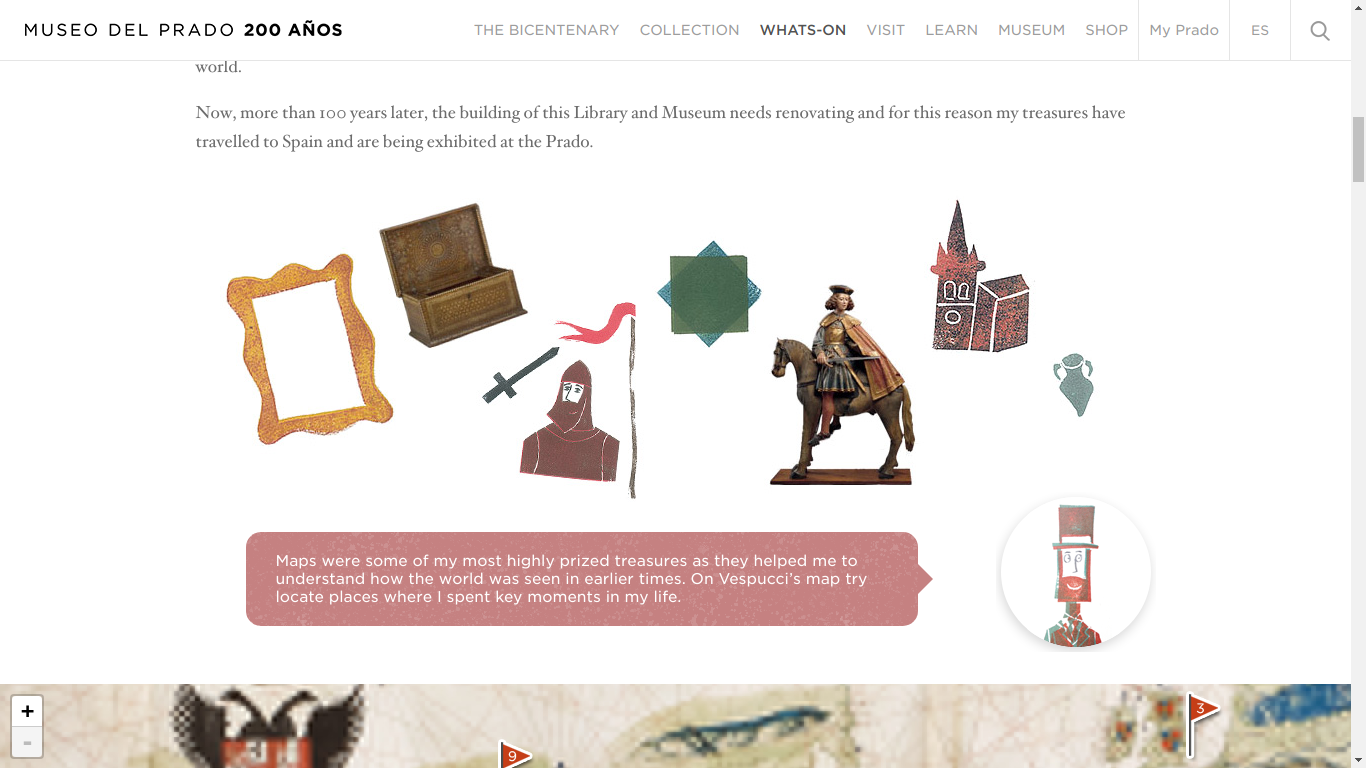 MUSEO DEL PRADO 200 AÑOS
THE BICENTENARY COLLECTION WHATS-ON VISIT LEARN MUSEUM SHOP My Prado ES
world.
Now, more than 100 years later, the building of this Library and Museum needs renovating and for this reason my treasures have
travelled to Spain and are being exhibited at the Prado.
Maps were some of my most highly prized treasures as they helped me to
understand how the world was seen in earlier times. On Vespucci's map try
locate places where I spent key moments in my life.
+
-
9
3